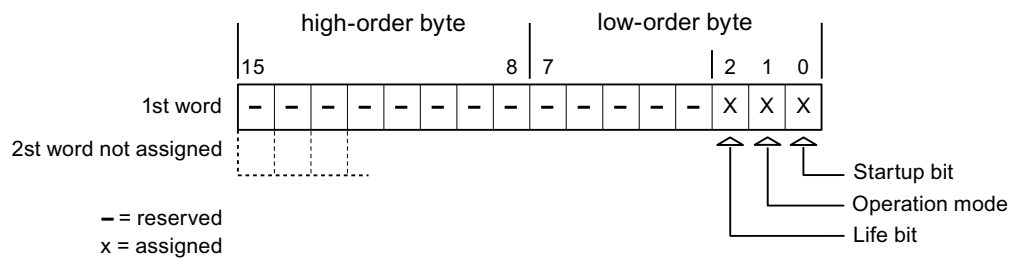 high-order byte low-order byte
15 8 7 2 1 0
1st word – – – – – – – – – – – – – X X X
2st word not assigned
Startup bit
– = reserved Operation mode
x = assigned Life bit